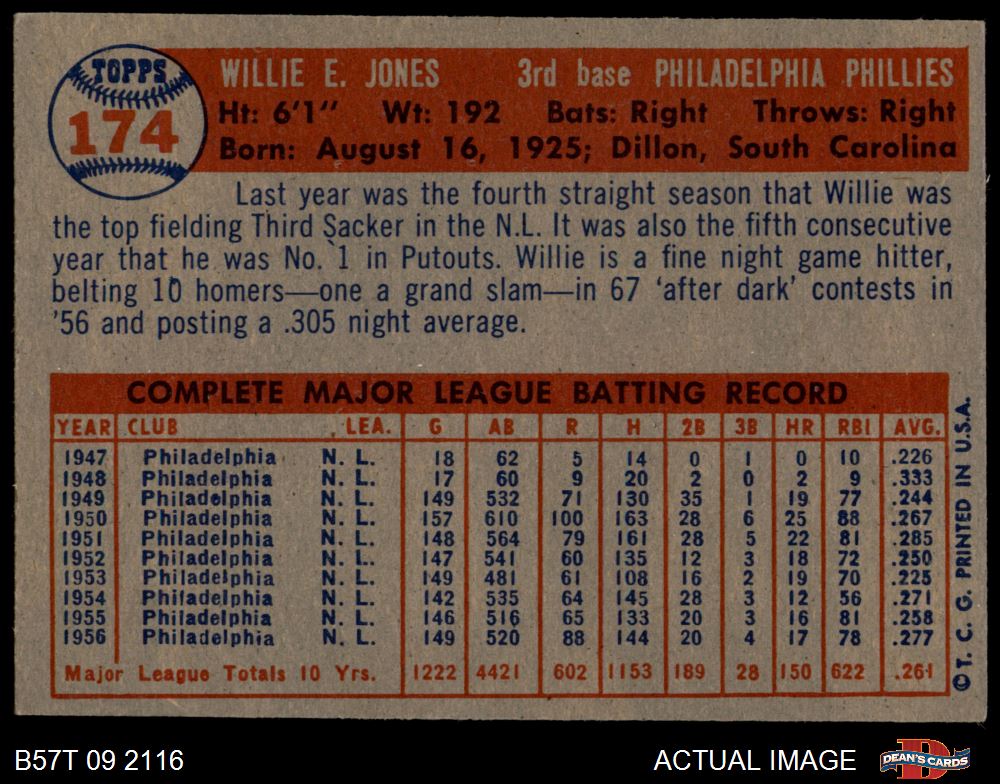 TOPPS
174
WILLIE E. JONES 3rd base PHILADELPHIA PHILLIES
Ht: 6'1" Wt: 192 Bats: Right Throws: Right
Born: August 16, 1925; Dillon, South Carolina
Last year was the fourth straight season that Willie was
the top fielding Third Sacker in the N.L. It was also the fifth consecutive
year that he was No. 1 in Putouts. Willie is a fine night game hitter,
belting 10 homers—one a grand slam—in 67 'after dark' contests in
'56 and posting a .305 night average.
COMPLETE MAJOR LEAGUE BATTING RECORD
YEAR CLUB LEA. G AB R H 2B 3B HR RBI AVG.
1947 Philadelphia N. L. 18 62 5 14 0 1 0 10 .226
1948 Philadelphia N. L. 17 60 9 20 2 0 2 9 .333
1949 Philadelphia N. L. 149 532 71 130 35 1 19 77 .244
1950 Philadelphia N. L. 157 610 100 163 28 6 25 88 .267
1951 Philadelphia N. L. 148 564 79 161 28 5 22 81 .285
1952 Philadelphia N. L. 147 541 60 135 12 3 18 72 .250
1953 Philadelphia N. L. 149 481 61 108 16 2 19 70 .225
1954 Philadelphia N. L. 142 535 64 145 28 3 12 56 .271
1955 Philadelphia N. L. 146 516 65 133 20 3 16 81 .258
1956 Philadelphia N. L. 149 520 88 144 20 4 17 78 .277
Major League Totals 10 Yrs. 1222 4421 602 1153 189 28 150 622 .261
©T. C. G. PRINTED IN U.S.A.
B57T 09 2116 ACTUAL IMAGE
DEAN'S CARDS